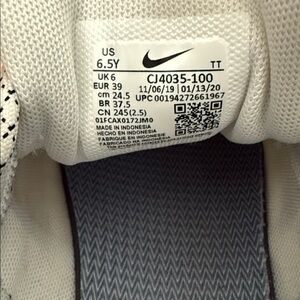 US
6.5Y TT
UK 6 CJ4035-100
EUR 39 11/06/19 | 01/13/20
cm 24.5 UPC 00194272661967
BR 37.5
CN 245(2.5)
01FCAX0172JM0
MADE IN INDONESIA
HECHO EN INDONESIA
FABRIQUE EN INDONESIE